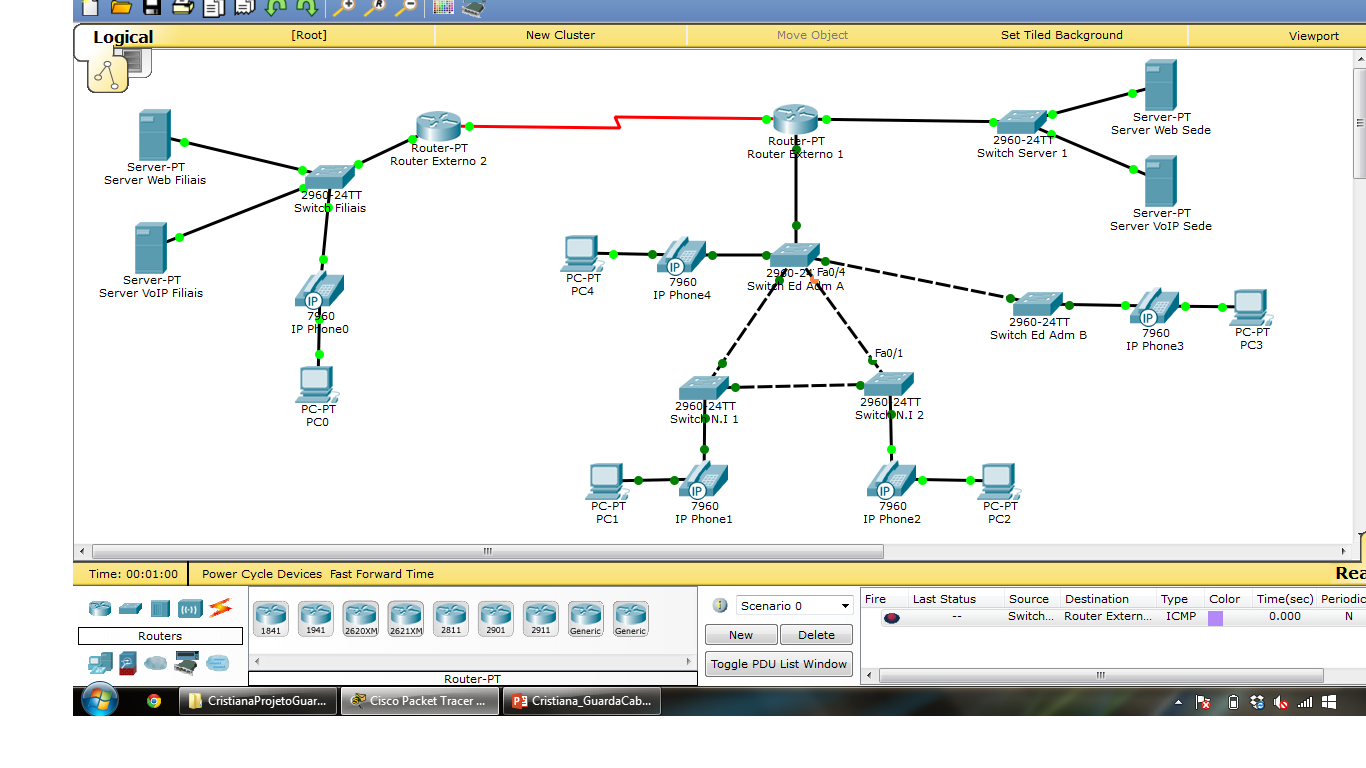 Logical
[Root]
New Cluster
Move Object
Set Tiled Background
Viewport
Server-PT
Server Web Filiais
Router-PT
Router Externo 2
Router-PT
Router Externo 1
2960-24TT
Switch Server 1
Server-PT
Server Web Sede
2960-24TT
Switch Filiais
Server-PT
Server VoIP Sede
Server-PT
Server VoIP Filiais
7960
IP Phone0
PC-PT
PC4
7960
IP Phone4
Fa0/4
Switch Ed Adm A
2960-24TT
Switch Ed Adm B
7960
IP Phone3
PC-PT
PC3
PC-PT
PC0
Fa0/1
2960-24TT
Switch N.I 1
2960-24TT
Switch N.I 2
PC-PT
PC1
7960
IP Phone1
7960
IP Phone2
PC-PT
PC2
IP
IP
IP
IP
IP
Time: 00:01:00
Power Cycle Devices Fast Forward Time
Rea
Routers
1841
1941
2620XM
2621XM
2811
2901
2911
Generic
Generic
Router-PT
Scenario 0
New
Delete
Toggle PDU List Window
Fire Last Status Source Destination Type Color Time(sec) Periodic
-- Switch... Router Extern... ICMP 0.000 N
CristianaProjetoGuar...
Cisco Packet Tracer ...
Cristiana_GuardaCab...